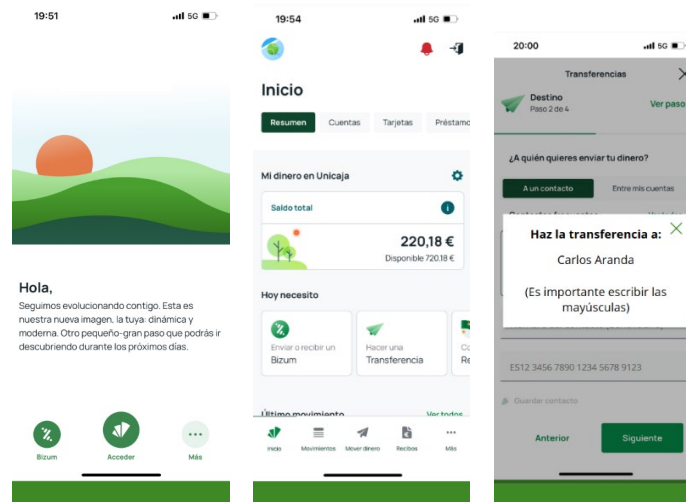 19:51
5G
Hola,
Seguimos evolucionando contigo. Esta es
nuestra nueva imagen, la tuya: dinámica y
moderna. Otro pequeño-gran paso que podrás ir
descubriendo durante los próximos días.
Bizum
Acceder
Más
19:54
5G
Inicio
Resumen
Cuentas
Tarjetas
Préstamo
Mi dinero en Unicaja
Saldo total
220,18 €
Disponible 720.18 €
Hoy necesito
Enviar o recibir un
Bizum
Hacer una
Transferencia
Co
Re
Último movimiento
Ver todos
Inicio
Movimientos
Mover dinero
Recibos
Más
20:00
5G
Transferencias
Destino
Paso 2 de 4
Ver paso
¿A quién quieres enviar tu dinero?
A un contacto
Entre mis cuentas
Haz la transferencia a:
Carlos Aranda
(Es importante escribir las
mayúsculas)
ES12 3456 7890 1234 5678 9123
Guardar contacto
Anterior
Siguiente